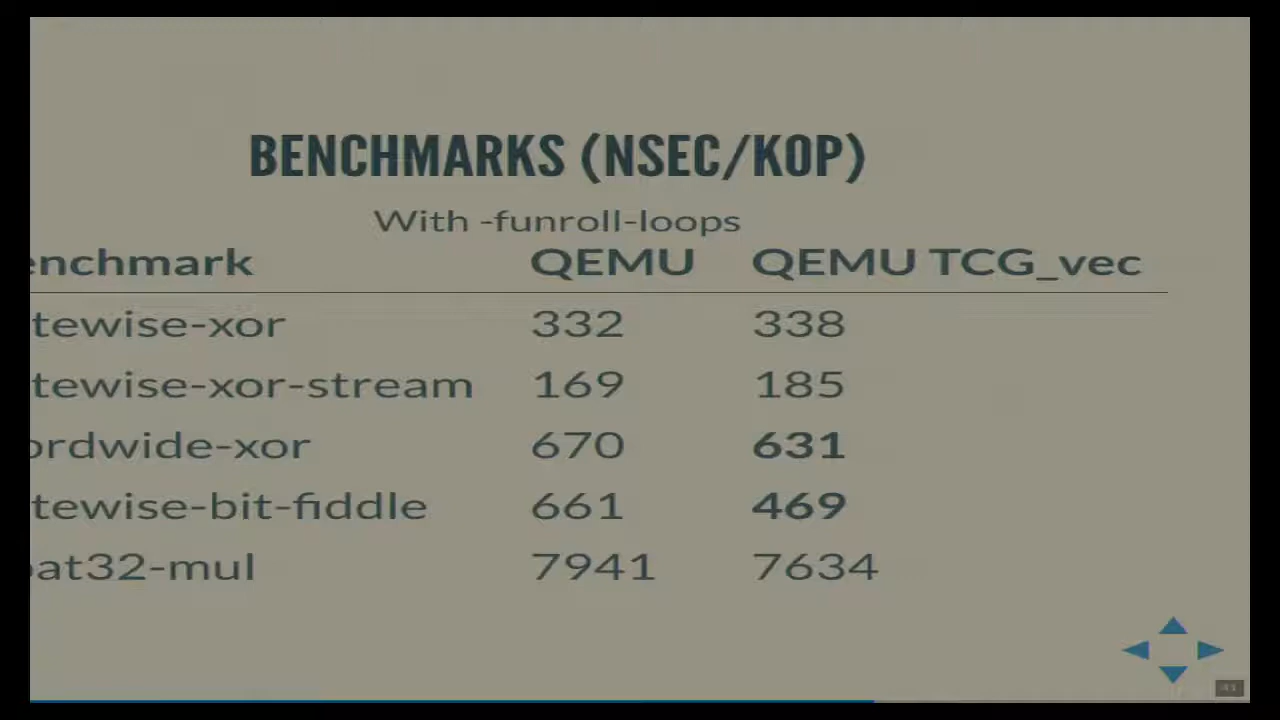 BENCHMARKS (NSEC/KOP)
With -funroll-loops
enchmark QEMU QEMU TCG_vec
tewise-xor 332 338
tewise-xor-stream 169 185
ordwide-xor 670 631
tewise-bit-fiddle 661 469
oat32-mul 7941 7634